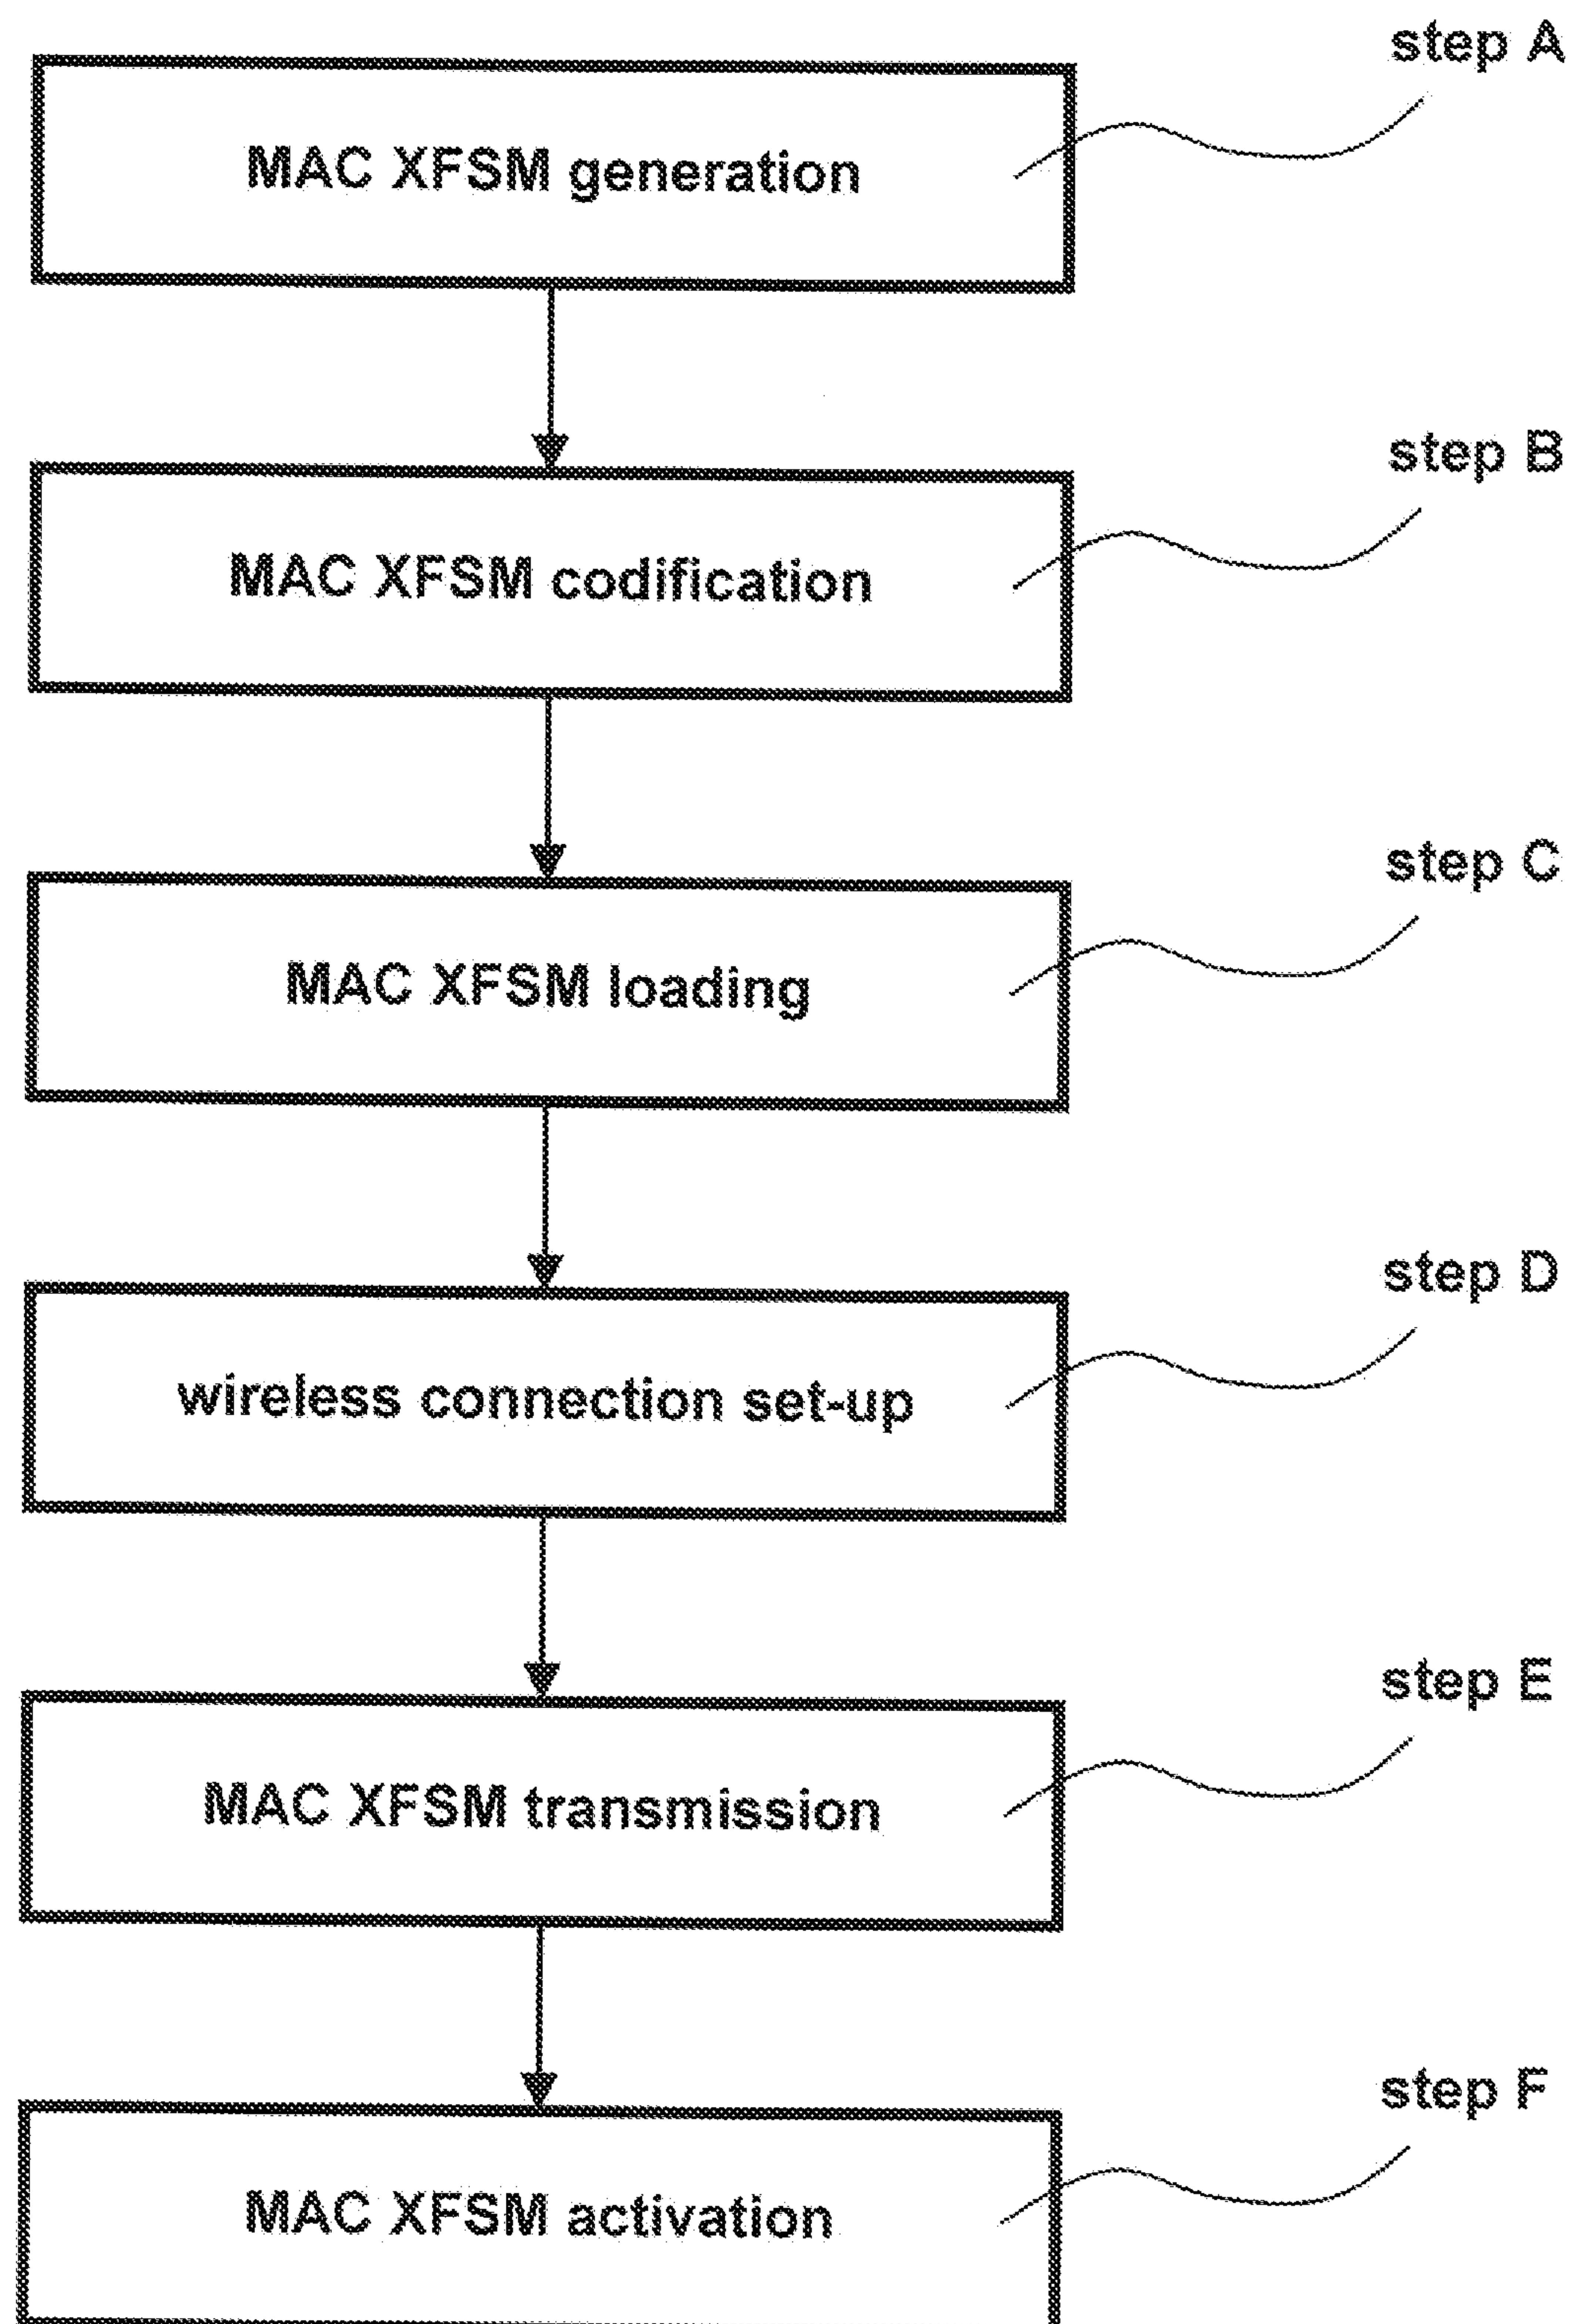 step A
MAC XFSM generation
step B
MAC XFSM codification
step C
MAC XFSM loading
step D
wireless connection set-up
step E
MAC XFSM transmission
step F
MAC XFSM activation